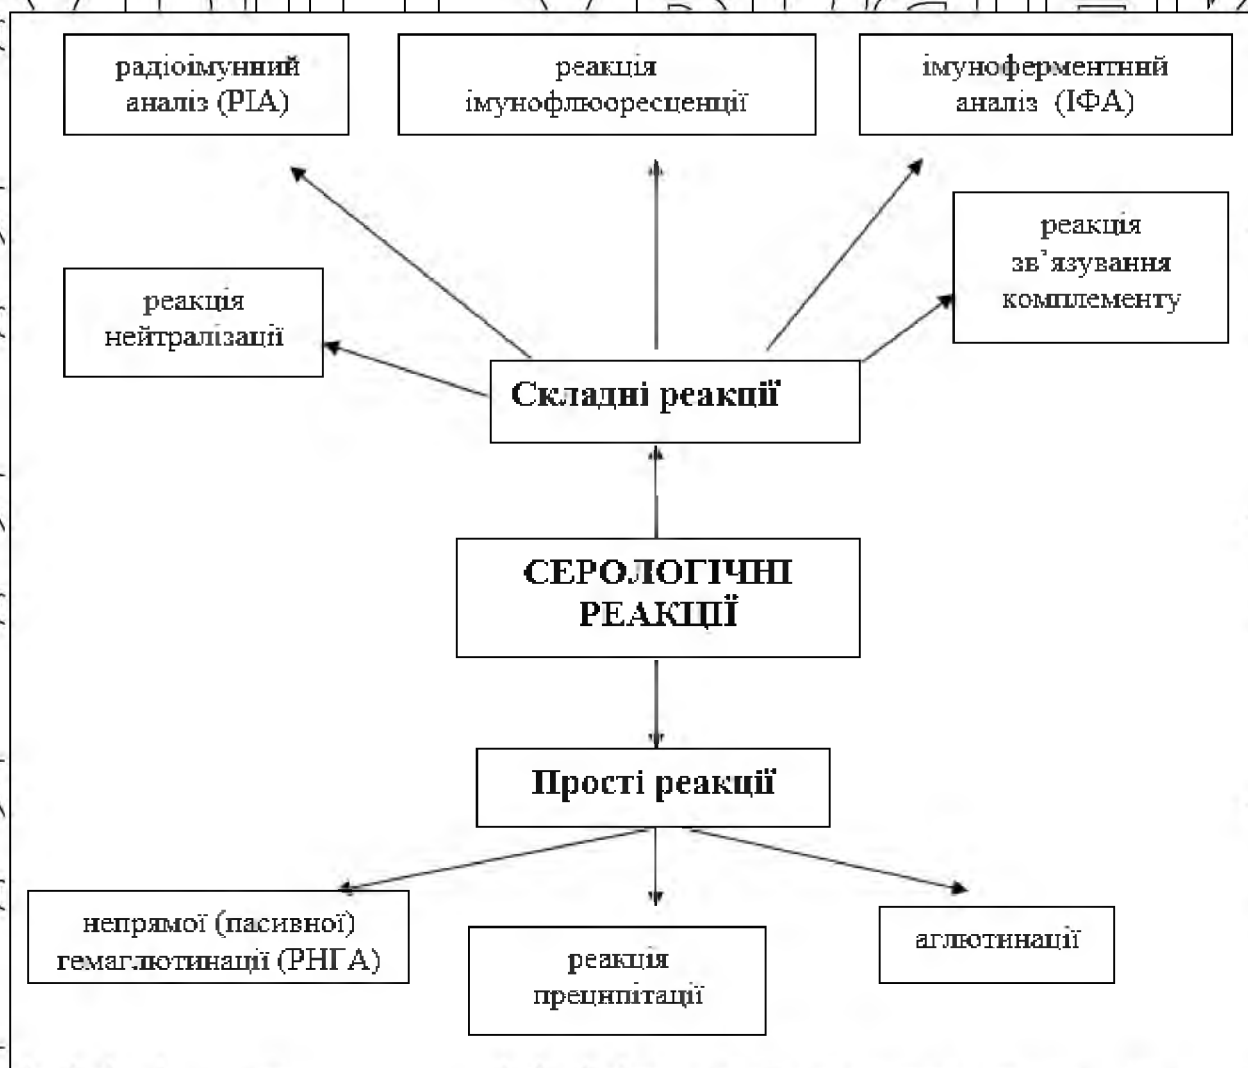 радіоімунний
аналіз (РІА)
реакція
імунофлюоресценції
імуноферментний
аналіз (ІФА)
реакція
зв’язування
комплементу
реакція
нейтралізації
Складні реакції
СЕРОЛОГІЧНІ
РЕАКЦІЇ
Прості реакції
непрямої (пасивної)
гемаглютинації (РНГА)
реакція
преципітації
аглютинації